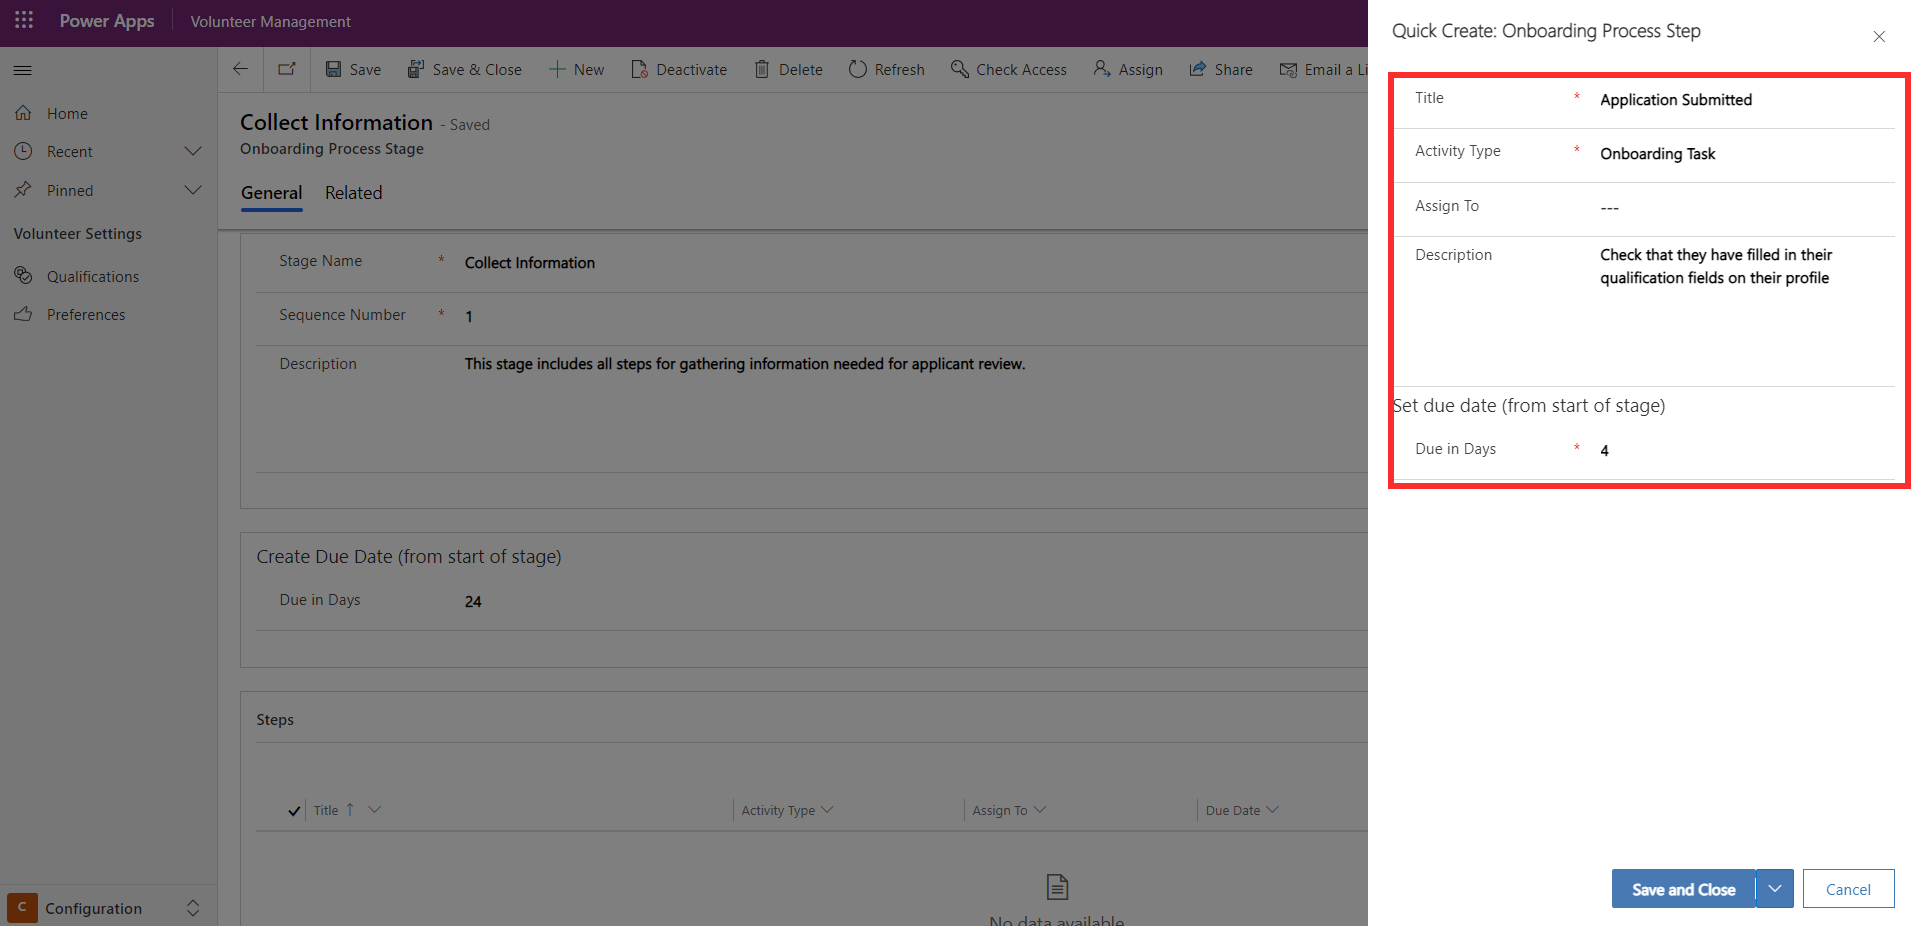 Power Apps
Volunteer Management
Home
Recent
Pinned
Volunteer Settings
Qualifications
Preferences
C
Configuration
Save
Save & Close
New
Deactivate
Delete
Refresh
Check Access
Assign
Share
Email a Li
Collect Information - Saved
Onboarding Process Stage
General
Related
Stage Name * Collect Information
Sequence Number * 1
Description This stage includes all steps for gathering information needed for applicant review.
Create Due Date (from start of stage)
Due in Days 24
Steps
Title
Activity Type
Assign To
Due Date
No data available
Quick Create: Onboarding Process Step
Title * Application Submitted
Activity Type * Onboarding Task
Assign To ---
Description Check that they have filled in their
qualification fields on their profile
Set due date (from start of stage)
Due in Days * 4
Save and Close
Cancel